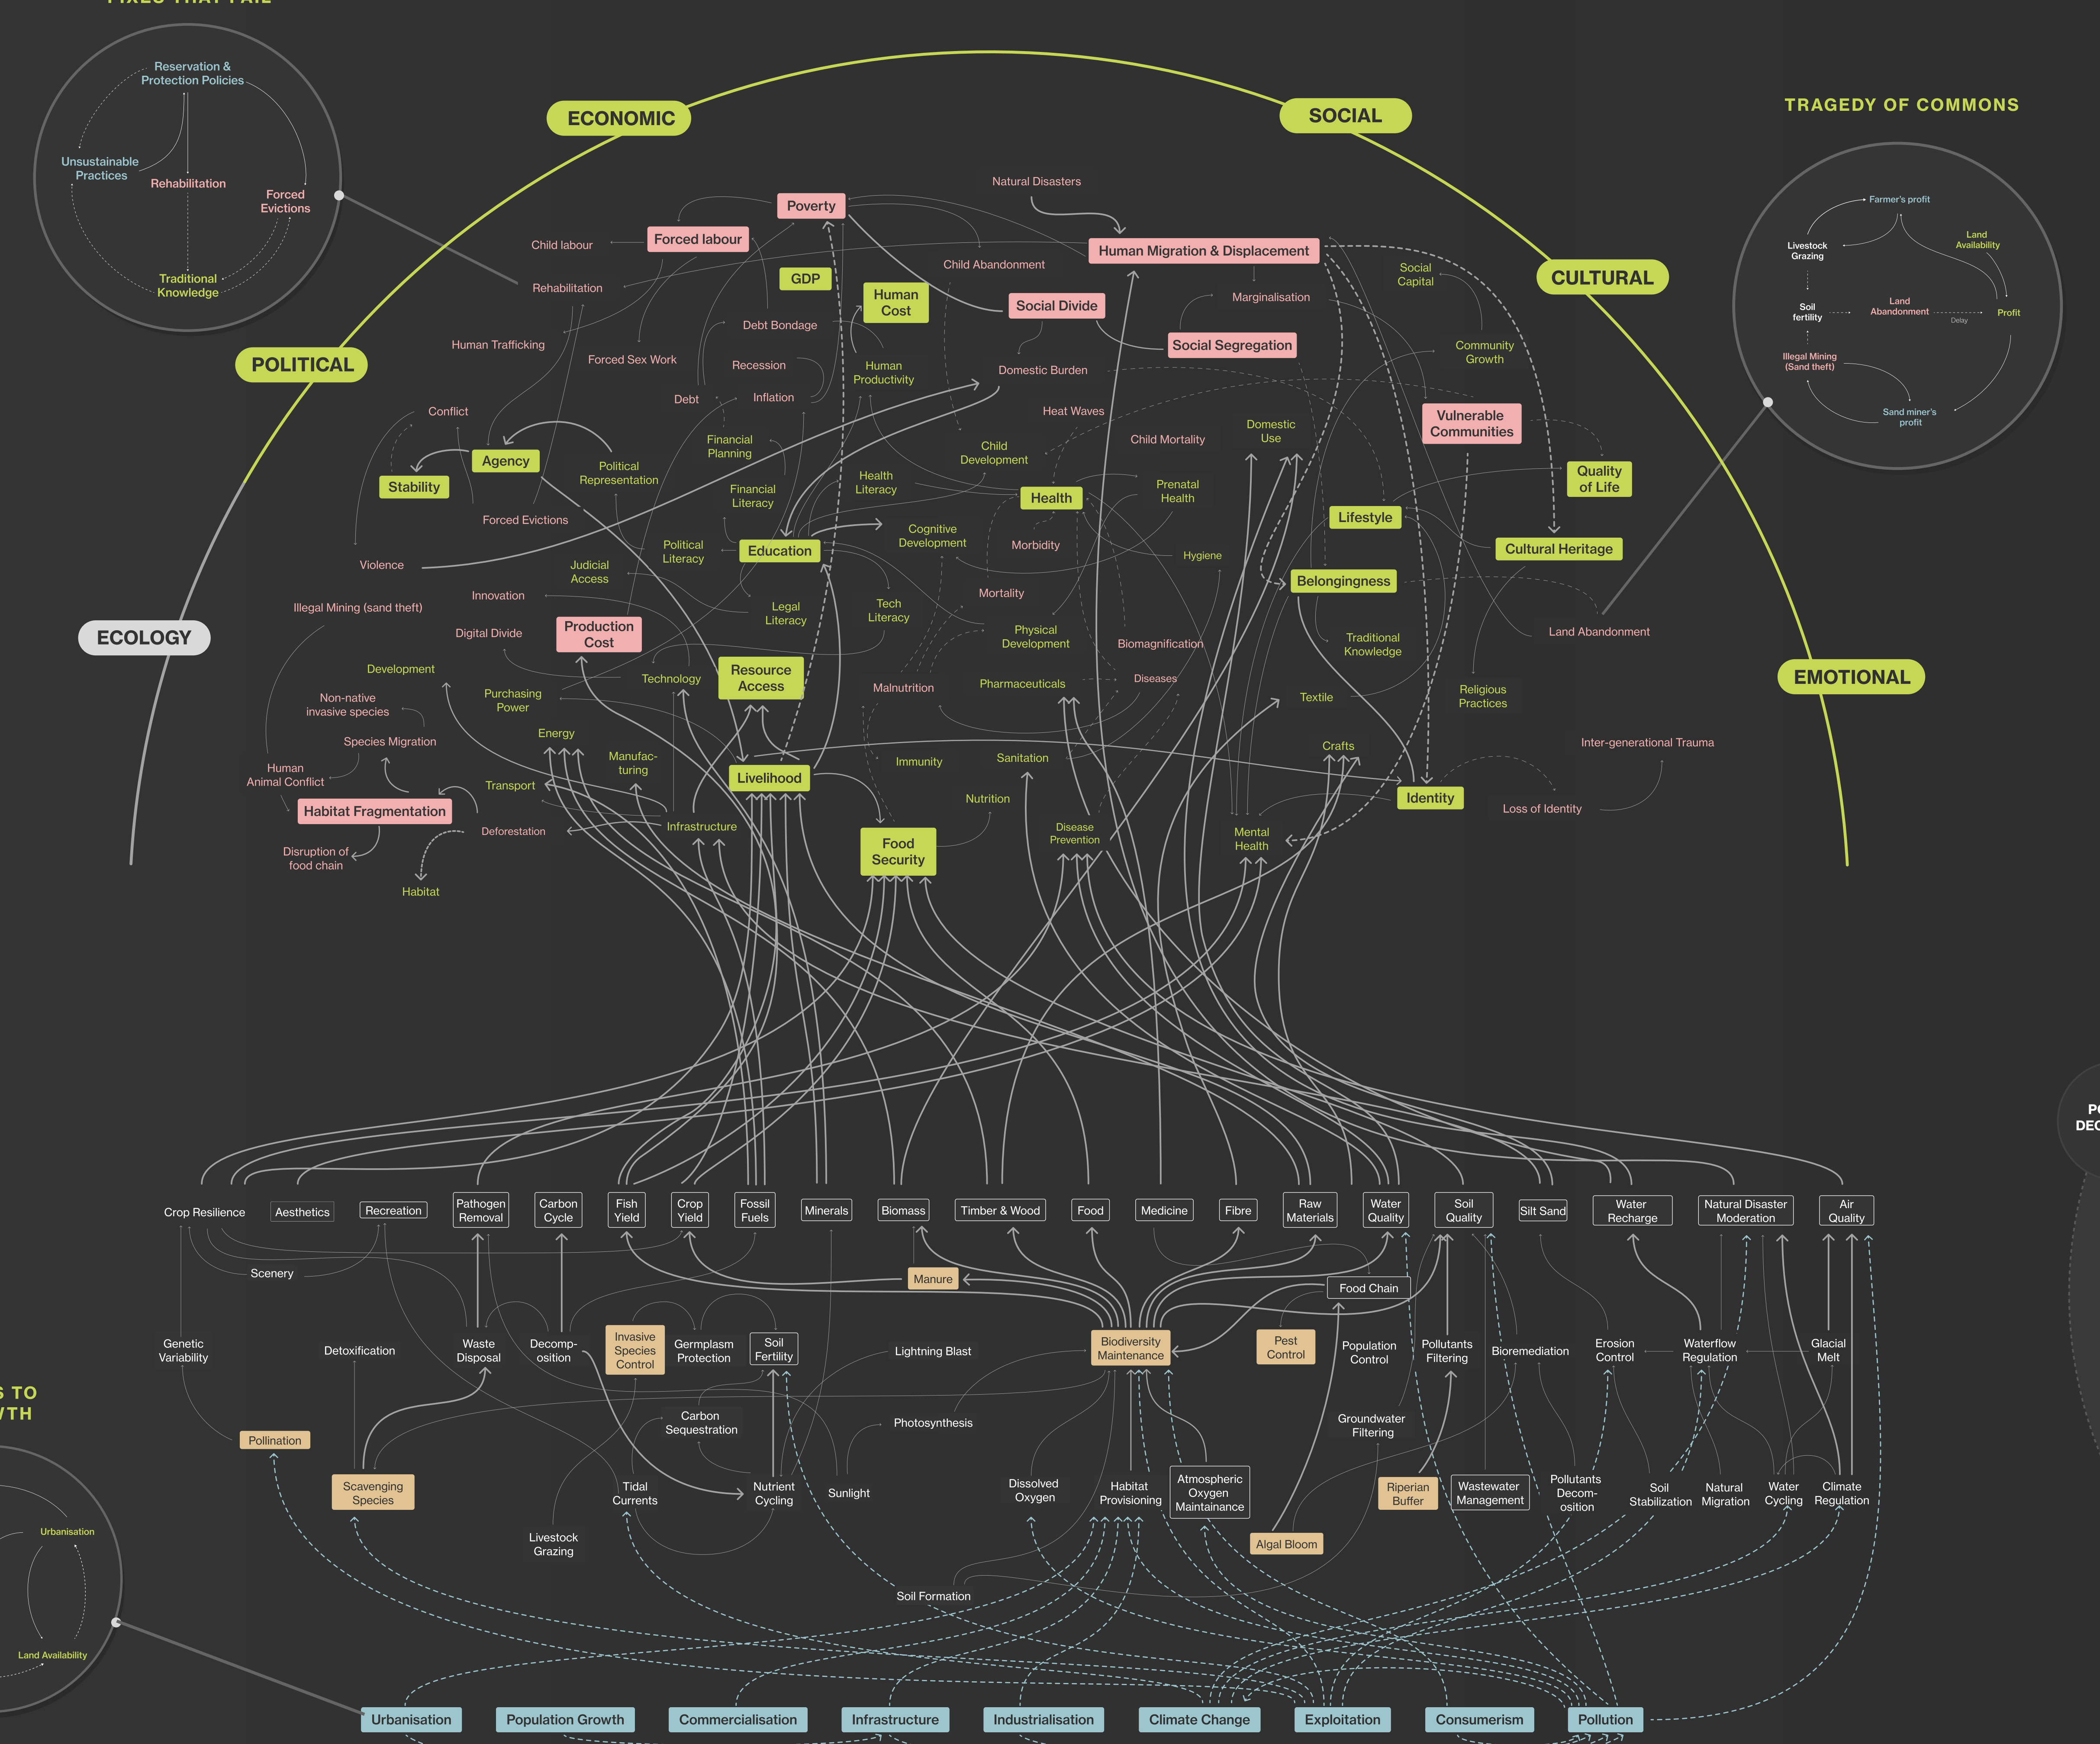 FIXES THAT FAIL
Reservation &
Protection Policies
Unsustainable
Practices
Rehabilitation
Forced
Evictions
Traditional
Knowledge
ECONOMIC
SOCIAL
CULTURAL
POLITICAL
ECOLOGY
EMOTIONAL
TRAGEDY OF COMMONS
Farmer's profit
Livestock
Grazing
Land
Availability
Soil
fertility
Land
Abandonment
Delay
Profit
Illegal Mining
(Sand theft)
Sand miner's
profit
Natural Disasters
Poverty
Forced labour
Child labour
Human Migration & Displacement
Child Abandonment
Social
Capital
GDP
Rehabilitation
Human
Cost
Social Divide
Marginalisation
Debt Bondage
Human Trafficking
Forced Sex Work
Social Segregation
Community
Growth
Recession
Human
Productivity
Domestic Burden
Debt
Inflation
Conflict
Heat Waves
Vulnerable
Communities
Domestic
Use
Child Mortality
Financial
Planning
Child
Development
Agency
Political
Representation
Stability
Health
Literacy
Quality
of Life
Financial
Literacy
Health
Prenatal
Health
Lifestyle
Forced Evictions
Cognitive
Development
Education
Political
Literacy
Morbidity
Hygiene
Cultural Heritage
Violence
Judicial
Access
Belongingness
Innovation
Mortality
Illegal Mining (sand theft)
Legal
Literacy
Tech
Literacy
Digital Divide
Production
Cost
Physical
Development
Biomagnification
Traditional
Knowledge
Land Abandonment
Development
Technology
Resource
Access
Malnutrition
Pharmaceuticals
Diseases
Non-native
invasive species
Purchasing
Power
Textile
Religious
Practices
Species Migration
Energy
Manufac-
turing
Immunity
Sanitation
Crafts
Inter-generational Trauma
Human
Animal Conflict
Transport
Livelihood
Nutrition
Identity
Loss of Identity
Habitat Fragmentation
Deforestation
Infrastructure
Food
Security
Disease
Prevention
Mental
Health
Disruption of
food chain
Habitat
Crop Resilience
Aesthetics
Recreation
Pathogen
Removal
Carbon
Cycle
Fish
Yield
Crop
Yield
Fossil
Fuels
Minerals
Biomass
Timber & Wood
Food
Medicine
Fibre
Raw
Materials
Water
Quality
Soil
Quality
Silt Sand
Water
Recharge
Natural Disaster
Moderation
Air
Quality
Scenery
Manure
Food Chain
Genetic
Variability
Detoxification
Waste
Disposal
Decomp-
osition
Invasive
Species
Control
Germplasm
Protection
Soil
Fertility
Lightning Blast
Biodiversity
Maintenance
Pest
Control
Population
Control
Pollutants
Filtering
Bioremediation
Erosion
Control
Waterflow
Regulation
Glacial
Melt
Pollination
Carbon
Sequestration
Photosynthesis
Groundwater
Filtering
Scavenging
Species
Tidal
Currents
Nutrient
Cycling
Sunlight
Dissolved
Oxygen
Habitat
Provisioning
Atmospheric
Oxygen
Maintainance
Riperian
Buffer
Wastewater
Management
Pollutants
Decom-
osition
Soil
Stabilization
Natural
Migration
Water
Cycling
Climate
Regulation
Livestock
Grazing
Algal Bloom
Soil Formation
S TO
WTH
Urbanisation
Land Availability
PO
DEC
Urbanisation
Population Growth
Commercialisation
Infrastructure
Industrialisation
Climate Change
Exploitation
Consumerism
Pollution